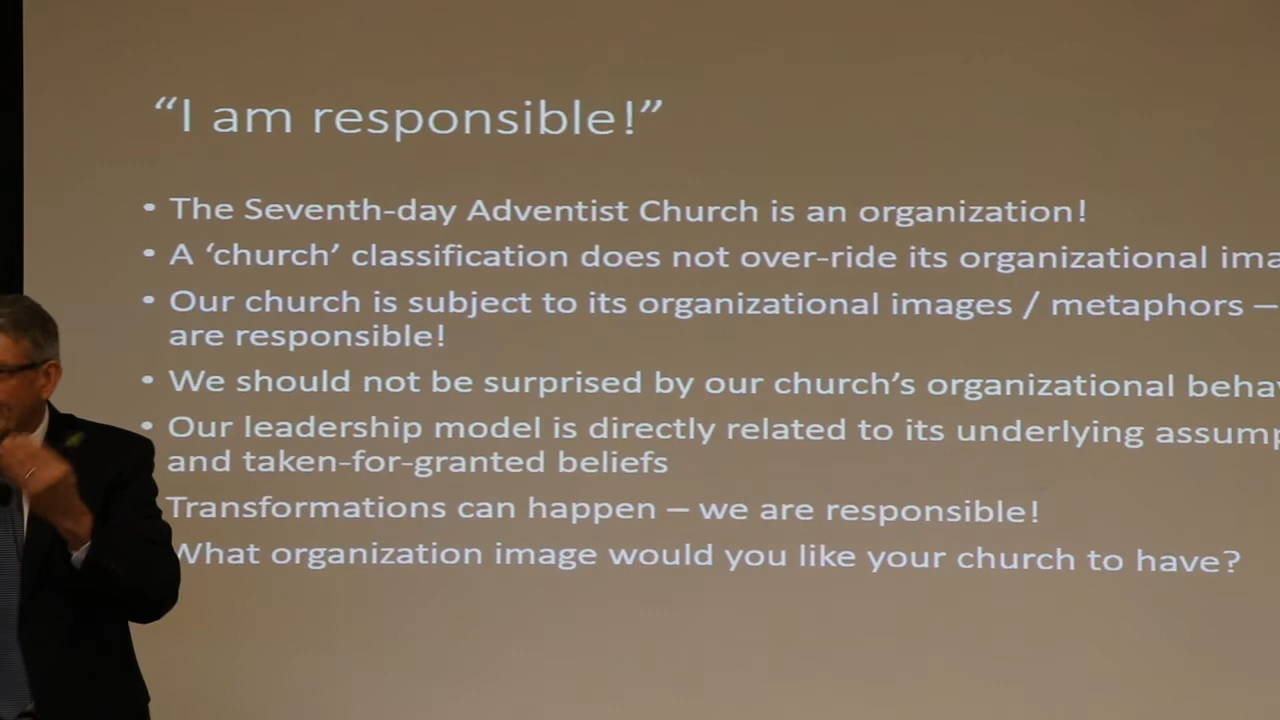 “I am responsible!”
• The Seventh-day Adventist Church is an organization!
• A ‘church’ classification does not over-ride its organizational
• Our church is subject to its organizational images / metaphors –
are responsible!
• We should not be surprised by our church’s organizational
• Our leadership model is directly related to its underlying
and taken-for-granted beliefs
Transformations can happen – we are responsible!
What organization image would you like your church to have?